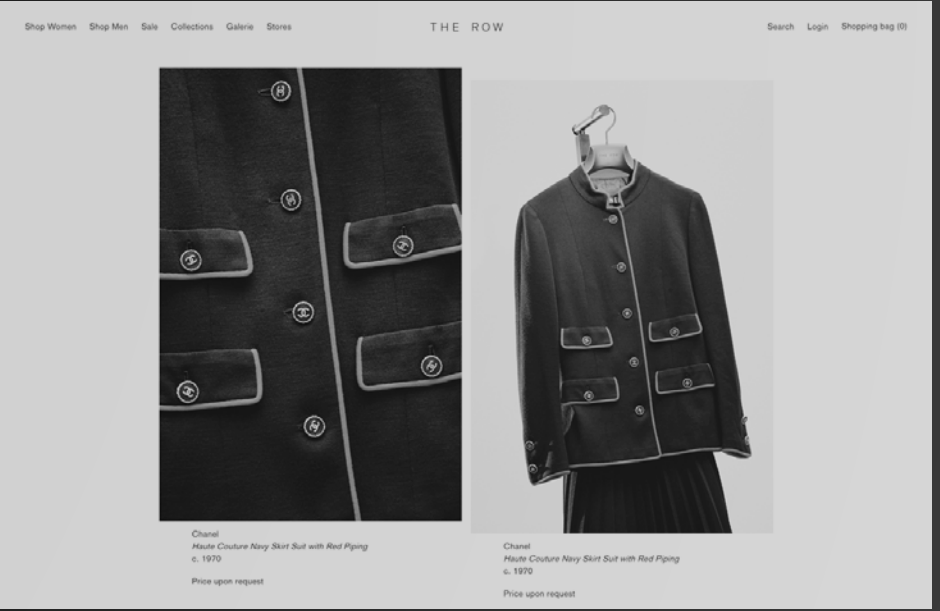 Shop Women Shop Men Sale Collections Galerie Stores THE ROW Search Login Shopping bag (0)
Chanel
Haute Couture Navy Skirt Suit with Red Piping
c. 1970
Price upon request
Chanel
Haute Couture Navy Skirt Suit with Red Piping
c. 1970
Price upon request